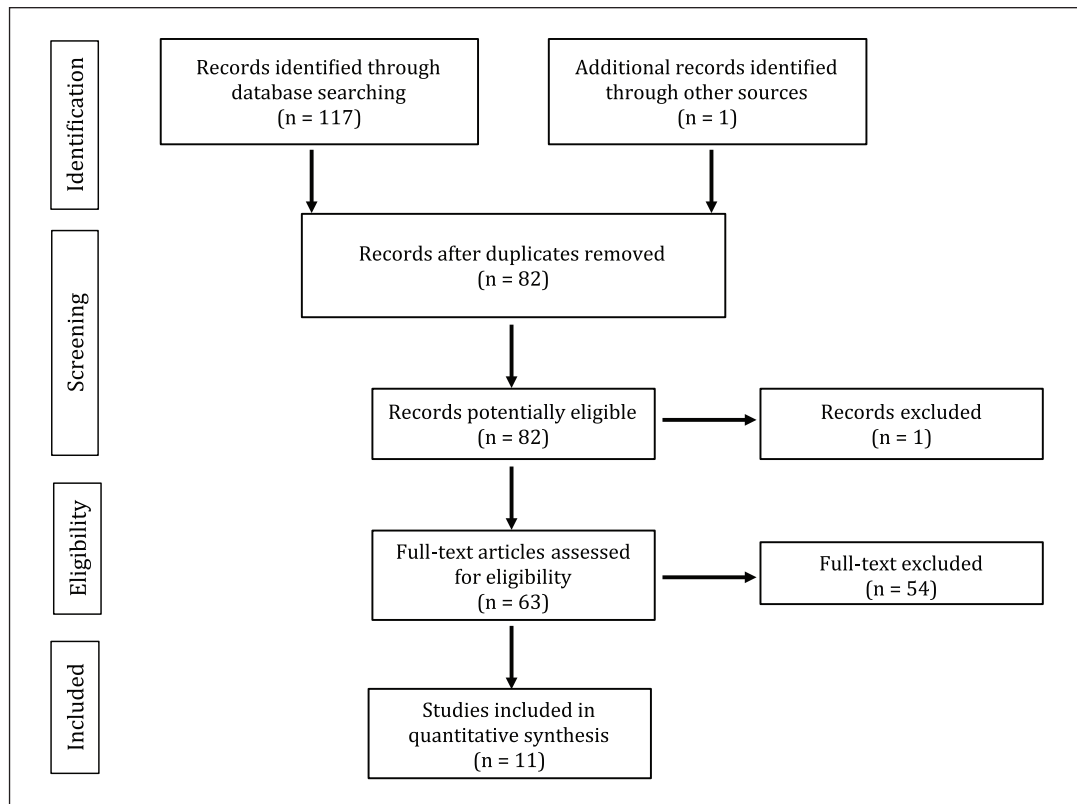 Identification
Records identified through
database searching
(n = 117)
Additional records identified
through other sources
(n = 1)
Screening
Records after duplicates removed
(n = 82)
Records potentially eligible
(n = 82)
Records excluded
(n = 1)
Eligibility
Full-text articles assessed
for eligibility
(n = 63)
Full-text excluded
(n = 54)
Included
Studies included in
quantitative synthesis
(n = 11)